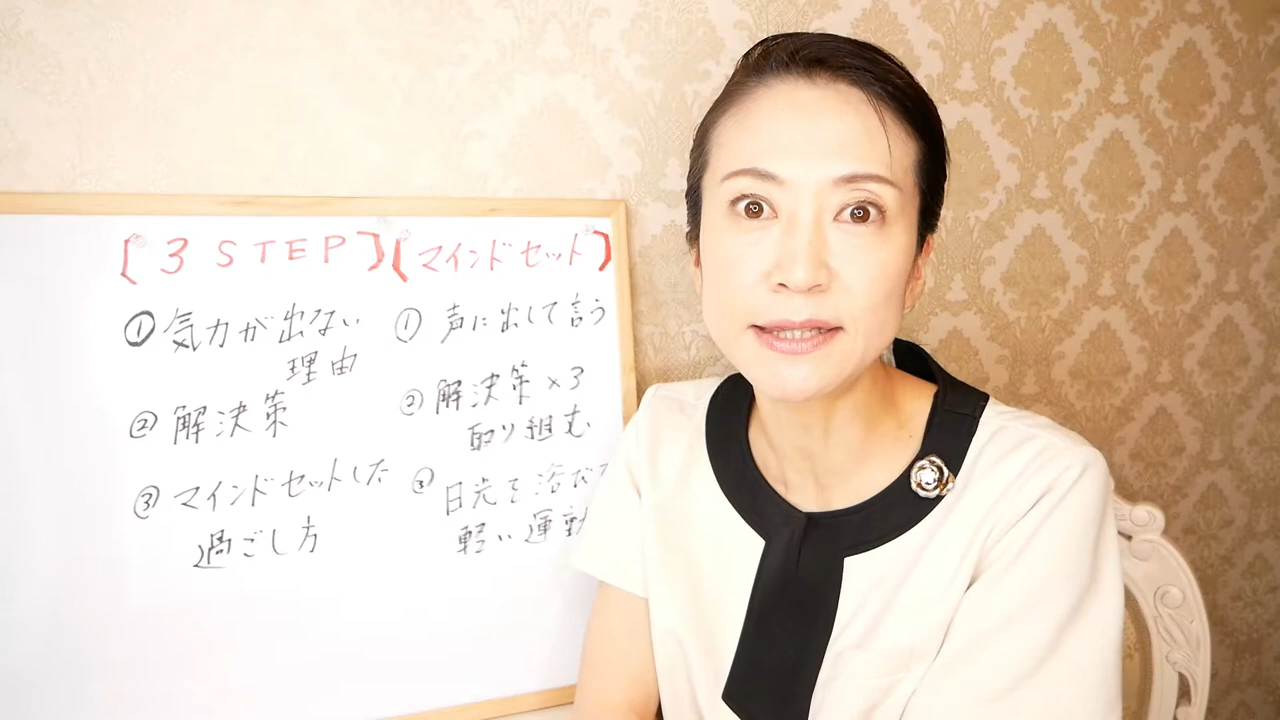 【3 STEP】
① 気力が出ない
理由
② 解決策
③ マインドセットした
過ごし方
【マインドセット】
① 声に出して言う
② 解決策×3
取り組む
③ 日光を浴びた
軽い運動